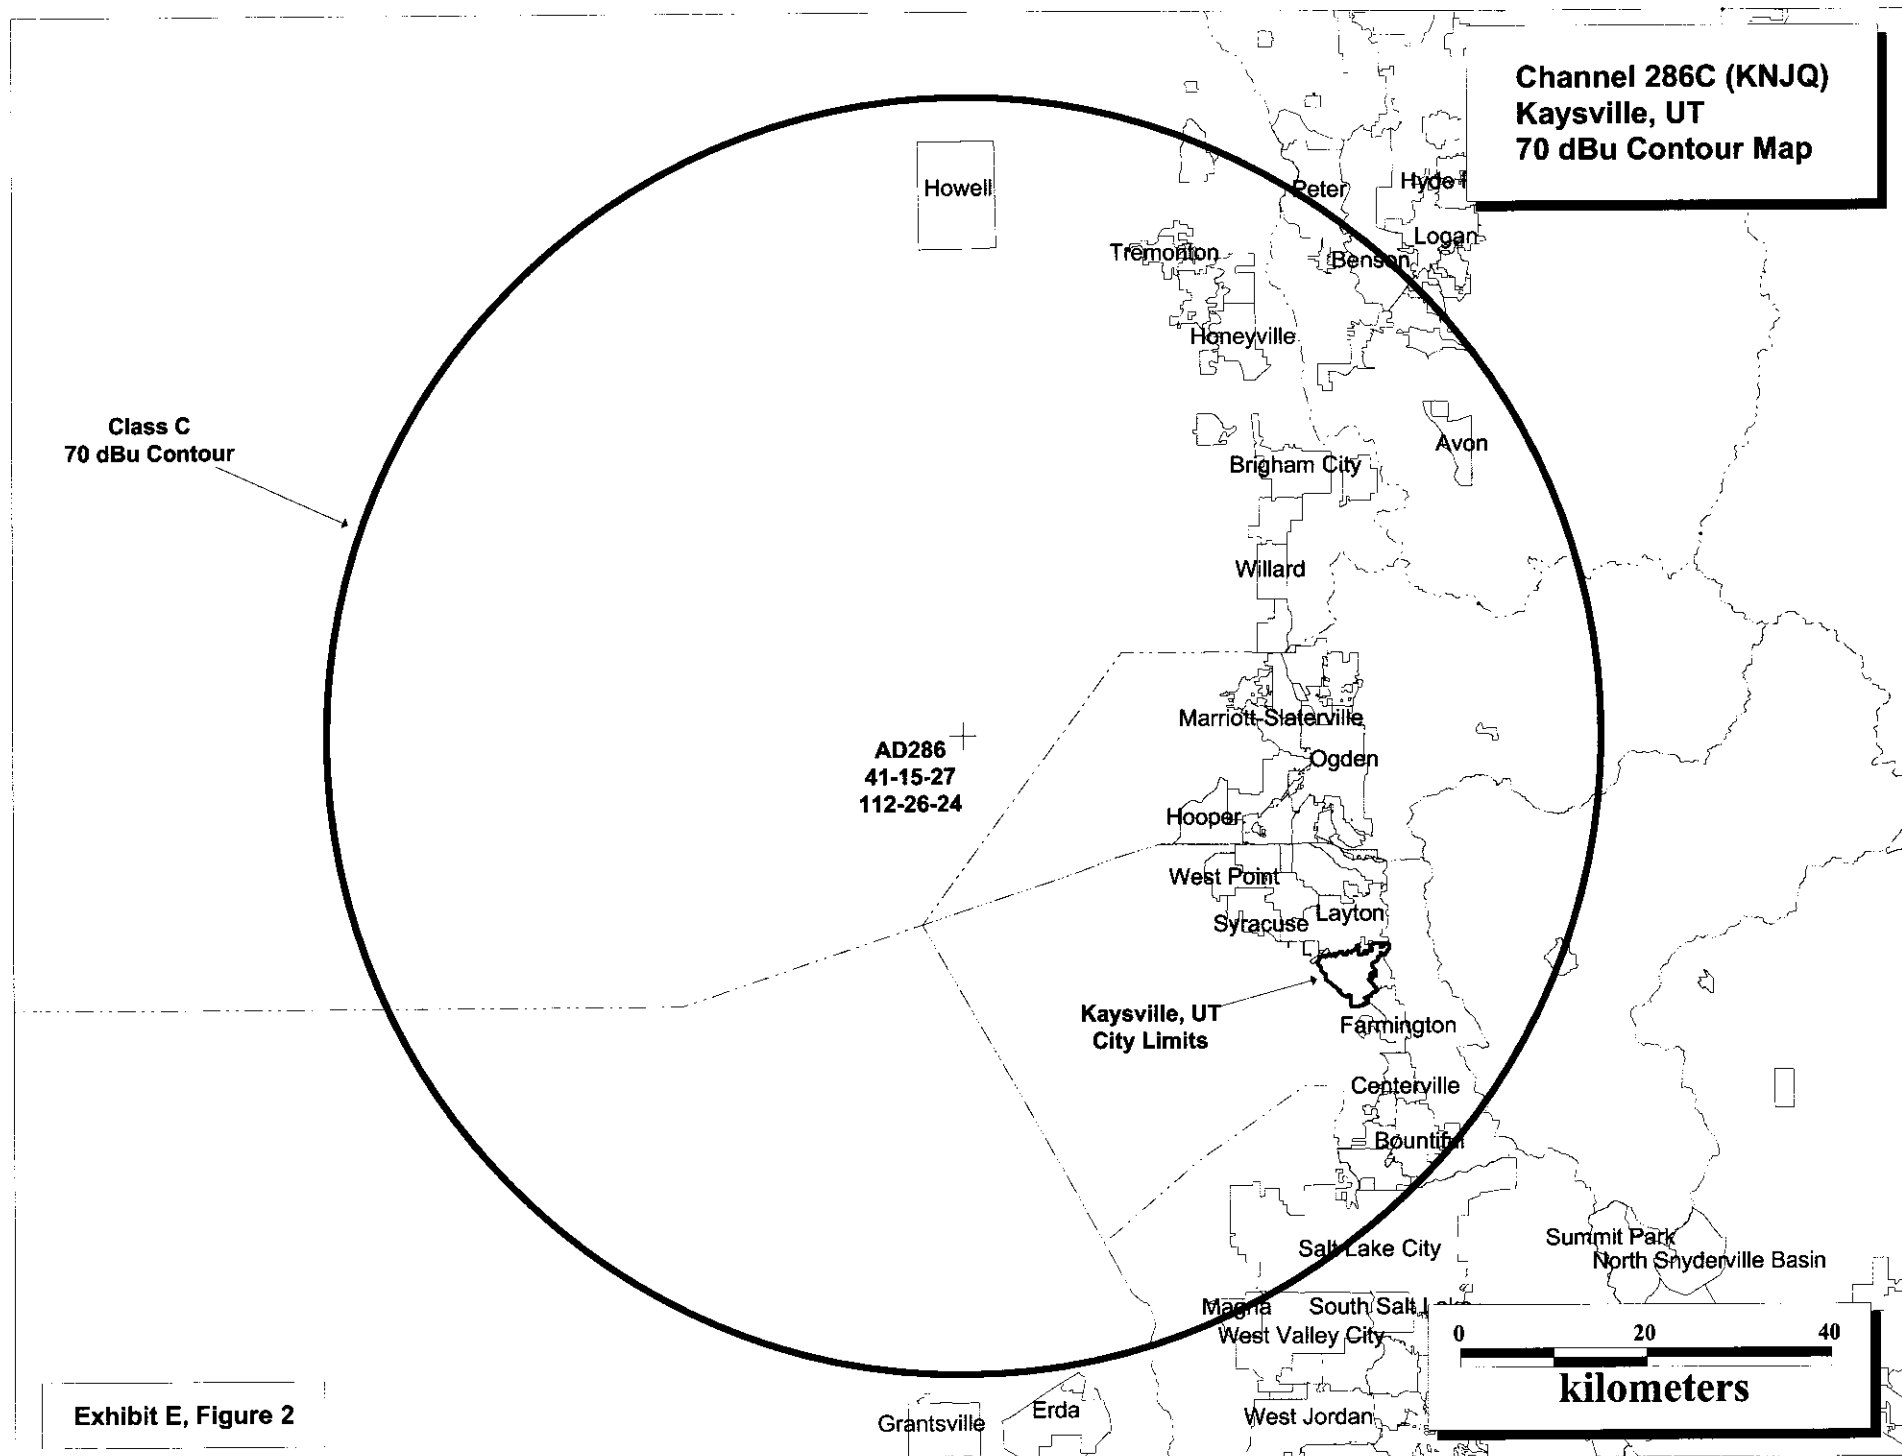 Channel 286C (KNJQ)
Kaysville, UT
70 dBu Contour Map
Howell
Peter
Hyde
Logan
Tremonton
Benson
Honeyville
Class C
70 dBu Contour
Avon
Brigham City
Willard
Marriott-Slaterville
AD286
41-15-27
112-26-24
Ogden
Hooper
West Point
Layton
Syracuse
Kaysville, UT
City Limits
Farmington
Centerville
Bountiful
Salt Lake City
Summit Park
North Snyderville Basin
Magna
South Salt Lake
West Valley City
0 20 40
kilometers
Exhibit E, Figure 2
Grantsville
Erda
West Jordan